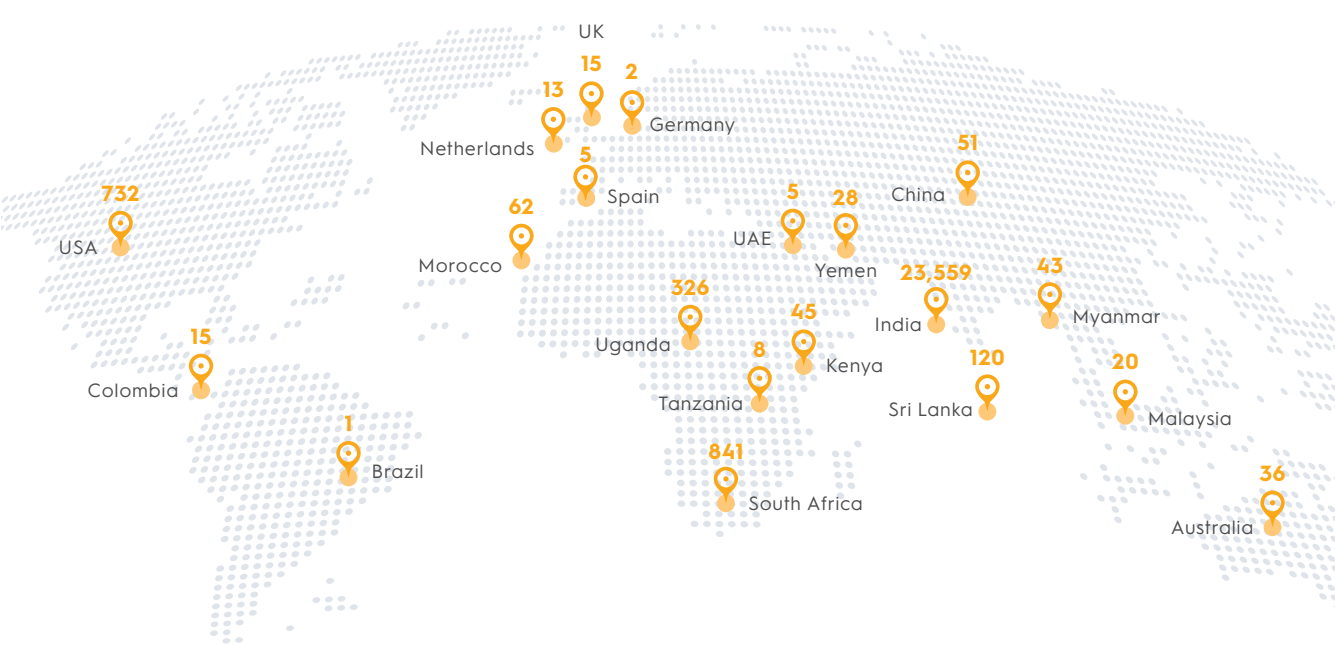 UK
15
2
13
Germany
Netherlands
5
Spain
51
China
732
USA
62
Morocco
5
UAE
28
Yemen
23,559
India
43
Myanmar
326
Uganda
45
Kenya
15
Colombia
8
Tanzania
120
Sri Lanka
20
Malaysia
1
Brazil
841
South Africa
36
Australia